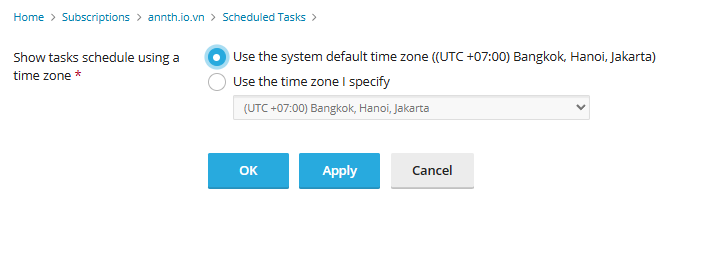 Home > Subscriptions > annth.io.vn > Scheduled Tasks >
Show tasks schedule using a time zone *
Use the system default time zone ((UTC +07:00) Bangkok, Hanoi, Jakarta)
Use the time zone I specify
(UTC +07:00) Bangkok, Hanoi, Jakarta
OK Apply Cancel